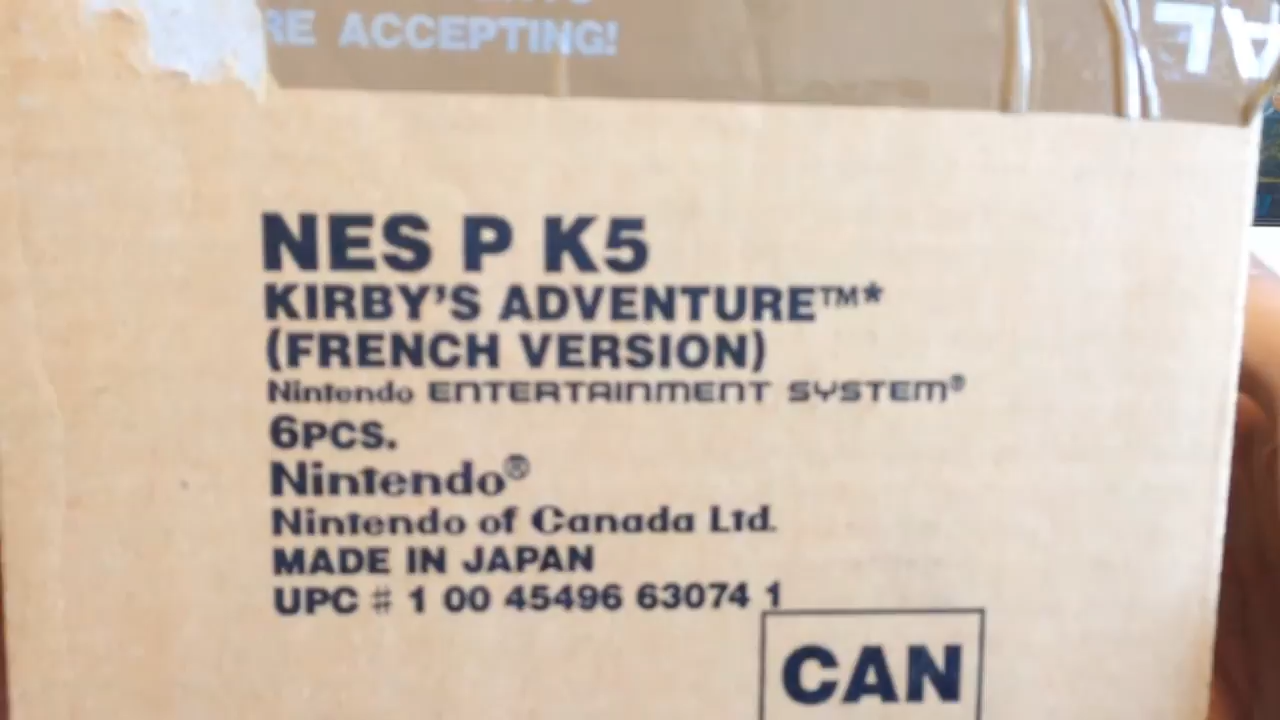 ACCEPTING!
NES P K5
KIRBY'S ADVENTURE™*
(FRENCH VERSION)
Nintendo ENTERTAINMENT SYSTEM®
6PCS.
Nintendo®
Nintendo of Canada Ltd.
MADE IN JAPAN
UPC # 1 00 45496 63074 1
CAN